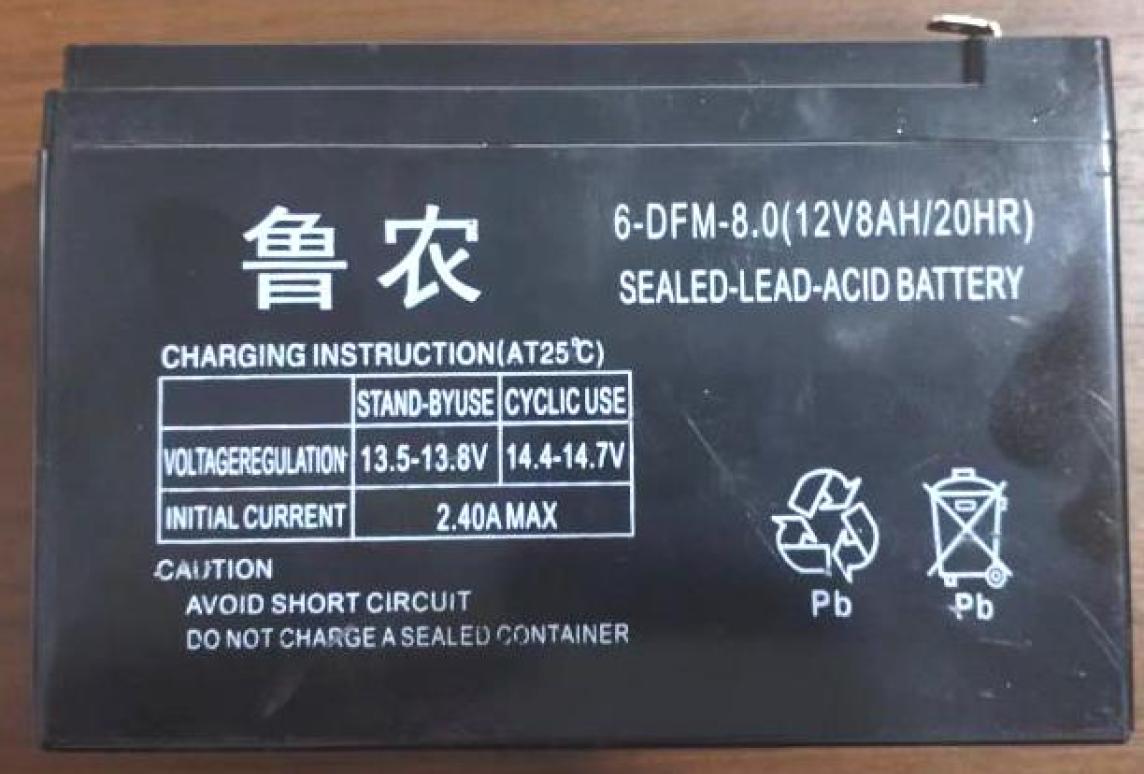 鲁农
6-DFM-8.0(12V8AH/20HR)
SEALED-LEAD-ACID BATTERY
CHARGING INSTRUCTION(AT25℃)
STAND-BYUSE CYCLIC USE
VOLTAGEREGULATION 13.5-13.8V 14.4-14.7V
INITIAL CURRENT 2.40A MAX
CAUTION
AVOID SHORT CIRCUIT
DO NOT CHARGE A SEALED CONTAINER
Pb Pb